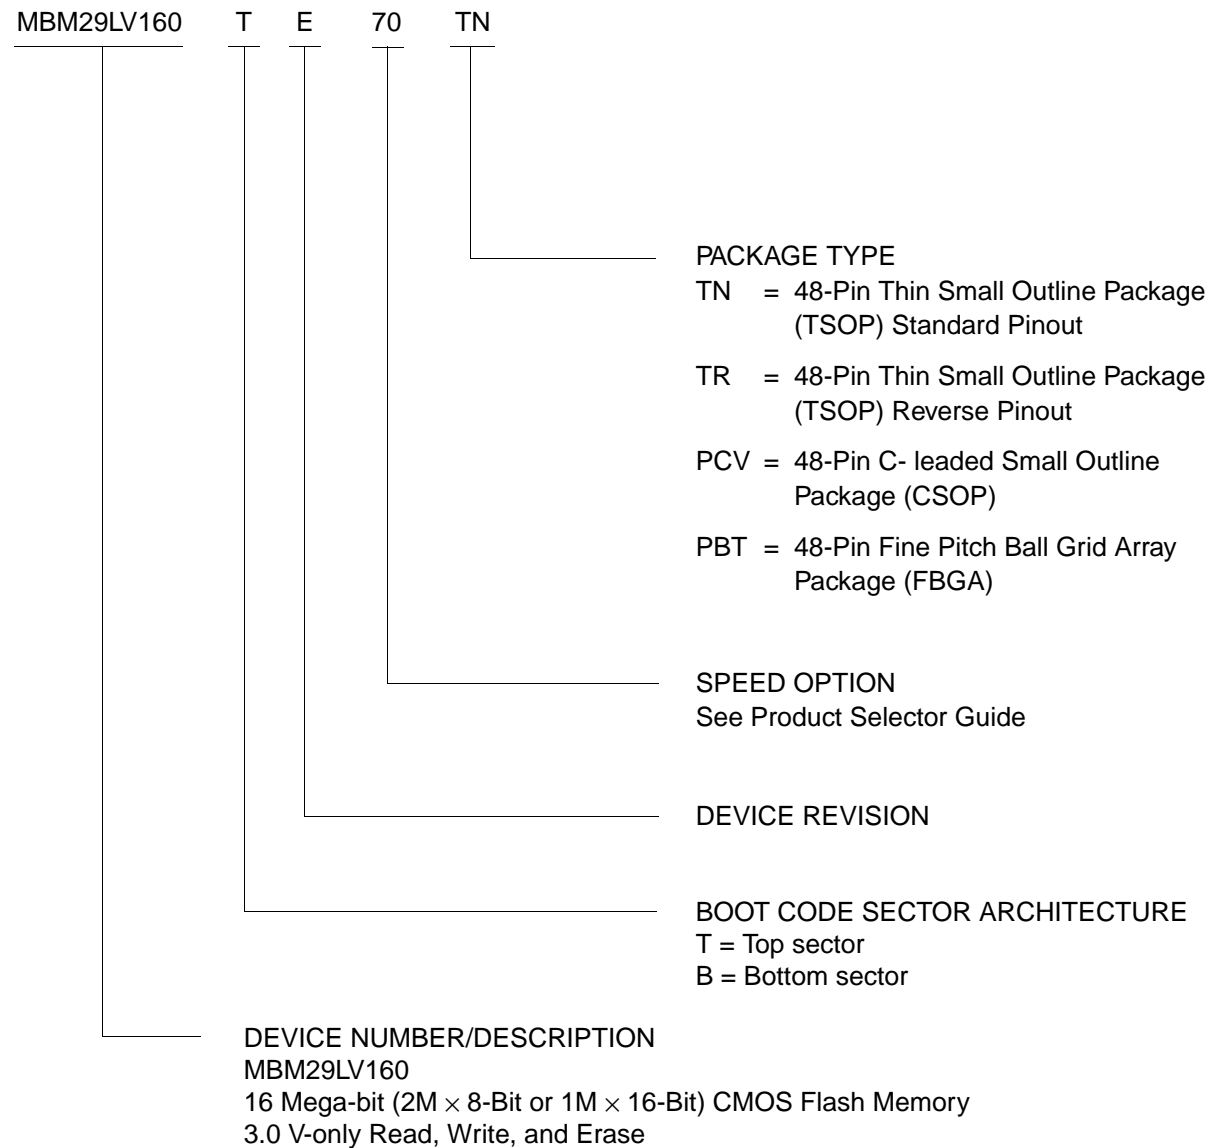 MBM29LV160 T E 70 TN
PACKAGE TYPE
TN = 48-Pin Thin Small Outline Package
(TSOP) Standard Pinout
TR = 48-Pin Thin Small Outline Package
(TSOP) Reverse Pinout
PCV = 48-Pin C- leaded Small Outline
Package (CSOP)
PBT = 48-Pin Fine Pitch Ball Grid Array
Package (FBGA)
SPEED OPTION
See Product Selector Guide
DEVICE REVISION
BOOT CODE SECTOR ARCHITECTURE
T = Top sector
B = Bottom sector
DEVICE NUMBER/DESCRIPTION
MBM29LV160
16 Mega-bit (2M × 8-Bit or 1M × 16-Bit) CMOS Flash Memory
3.0 V-only Read, Write, and Erase